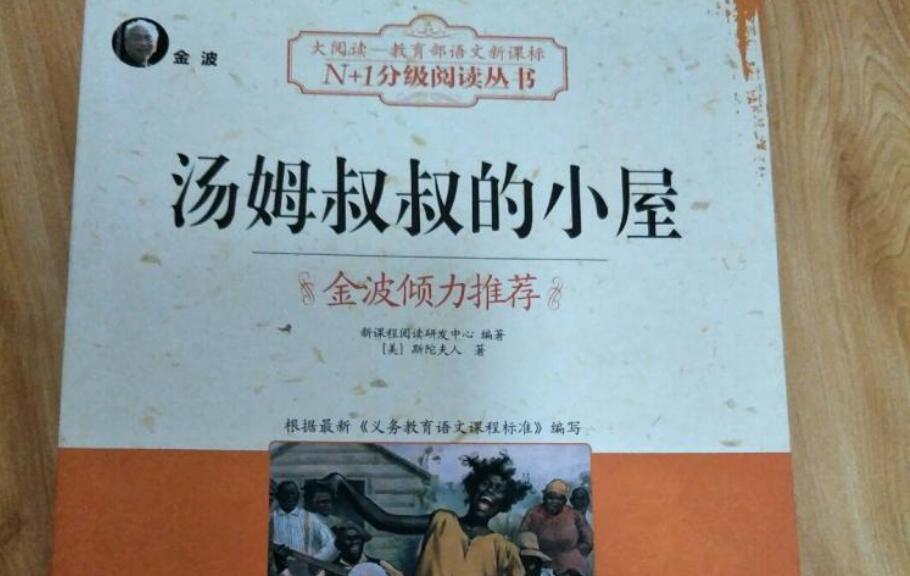 金波
大阅读—教育部语文新课标
N+1分级阅读丛书
汤姆叔叔的小屋
金波倾力推荐
新课程阅读研发中心 编著
[美] 斯陀夫人 著
根据最新《义务教育语文课程标准》编写